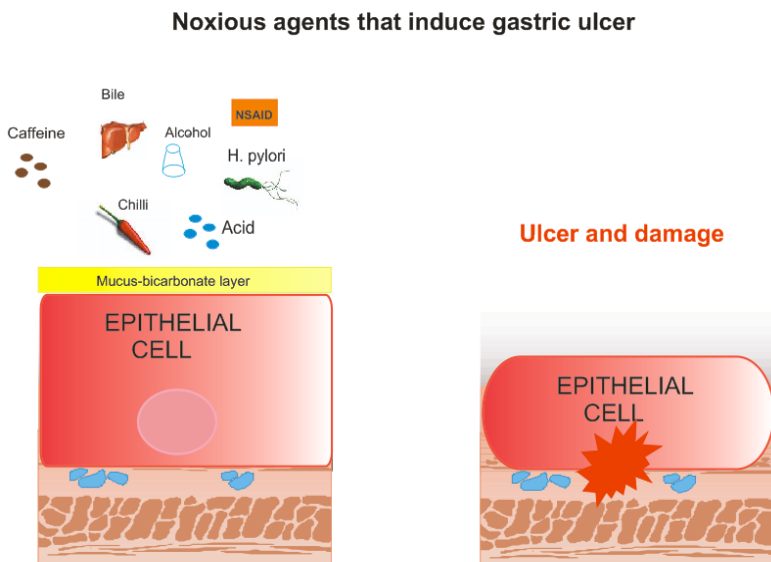 Noxious agents that induce gastric ulcer
Bile
NSAID
Caffeine
Alcohol
H. pylori
Chilli
Acid
Ulcer and damage
Mucus-bicarbonate layer
EPITHELIAL
CELL
EPITHELIAL
CELL